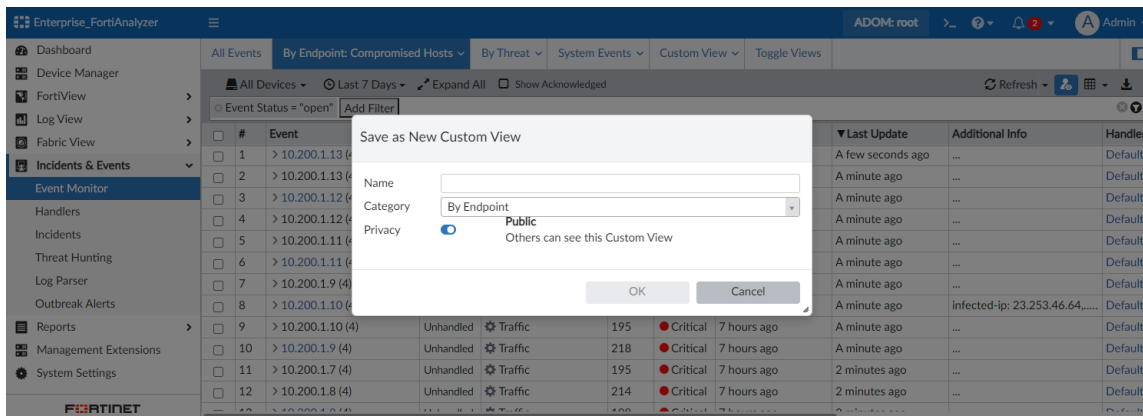 Enterprise_FortiAnalyzer
ADOM: root
2
A
Admin
Dashboard
Device Manager
FortiView
Log View
Fabric View
Incidents & Events
Event Monitor
Handlers
Incidents
Threat Hunting
Log Parser
Outbreak Alerts
Reports
Management Extensions
System Settings
FORTINET
All Events By Endpoint: Compromised Hosts By Threat System Events Custom View Toggle Views
All Devices Last 7 Days Expand All Show Acknowledged Refresh
Event Status = "open" Add Filter
# Event Last Update Additional Info Handler
1 > 10.200.1.13 (4 A few seconds ago ... Default
2 > 10.200.1.13 (4 A minute ago ... Default
3 > 10.200.1.12 (4 A minute ago ... Default
4 > 10.200.1.12 (4 A minute ago ... Default
5 > 10.200.1.11 (4 A minute ago ... Default
6 > 10.200.1.11 (4 A minute ago ... Default
7 > 10.200.1.9 (4) A minute ago ... Default
8 > 10.200.1.10 (4 A minute ago infected-ip: 23.253.46.64,.... Default
9 > 10.200.1.10 (4) Unhandled Traffic 195 Critical 7 hours ago A minute ago ... Default
10 > 10.200.1.9 (4) Unhandled Traffic 218 Critical 7 hours ago A minute ago ... Default
11 > 10.200.1.7 (4) Unhandled Traffic 195 Critical 7 hours ago 2 minutes ago ... Default
12 > 10.200.1.8 (4) Unhandled Traffic 214 Critical 7 hours ago 2 minutes ago ... Default
Save as New Custom View
Name
Category By Endpoint
Privacy Public
Others can see this Custom View
OK Cancel